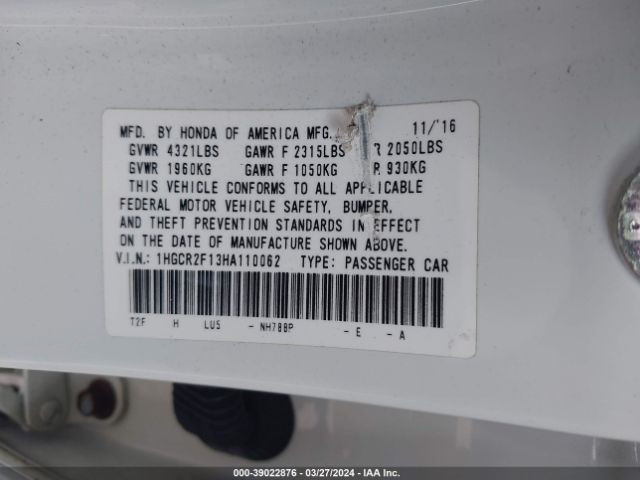 MFD. BY HONDA OF AMERICA MFG. 11/'16
GVWR 4321LBS GAWR F 2315LBS R 2050LBS
GVWR 1960KG GAWR F 1050KG R 930KG
THIS VEHICLE CONFORMS TO ALL APPLICABLE
FEDERAL MOTOR VEHICLE SAFETY, BUMPER,
AND THEFT PREVENTION STANDARDS IN EFFECT
ON THE DATE OF MANUFACTURE SHOWN ABOVE.
V.I.N.: 1HGCR2F13HA110062 TYPE: PASSENGER CAR
T2F H LU5 - NH788P - E - A
000-39022876 - 03/27/2024 - IAA Inc.